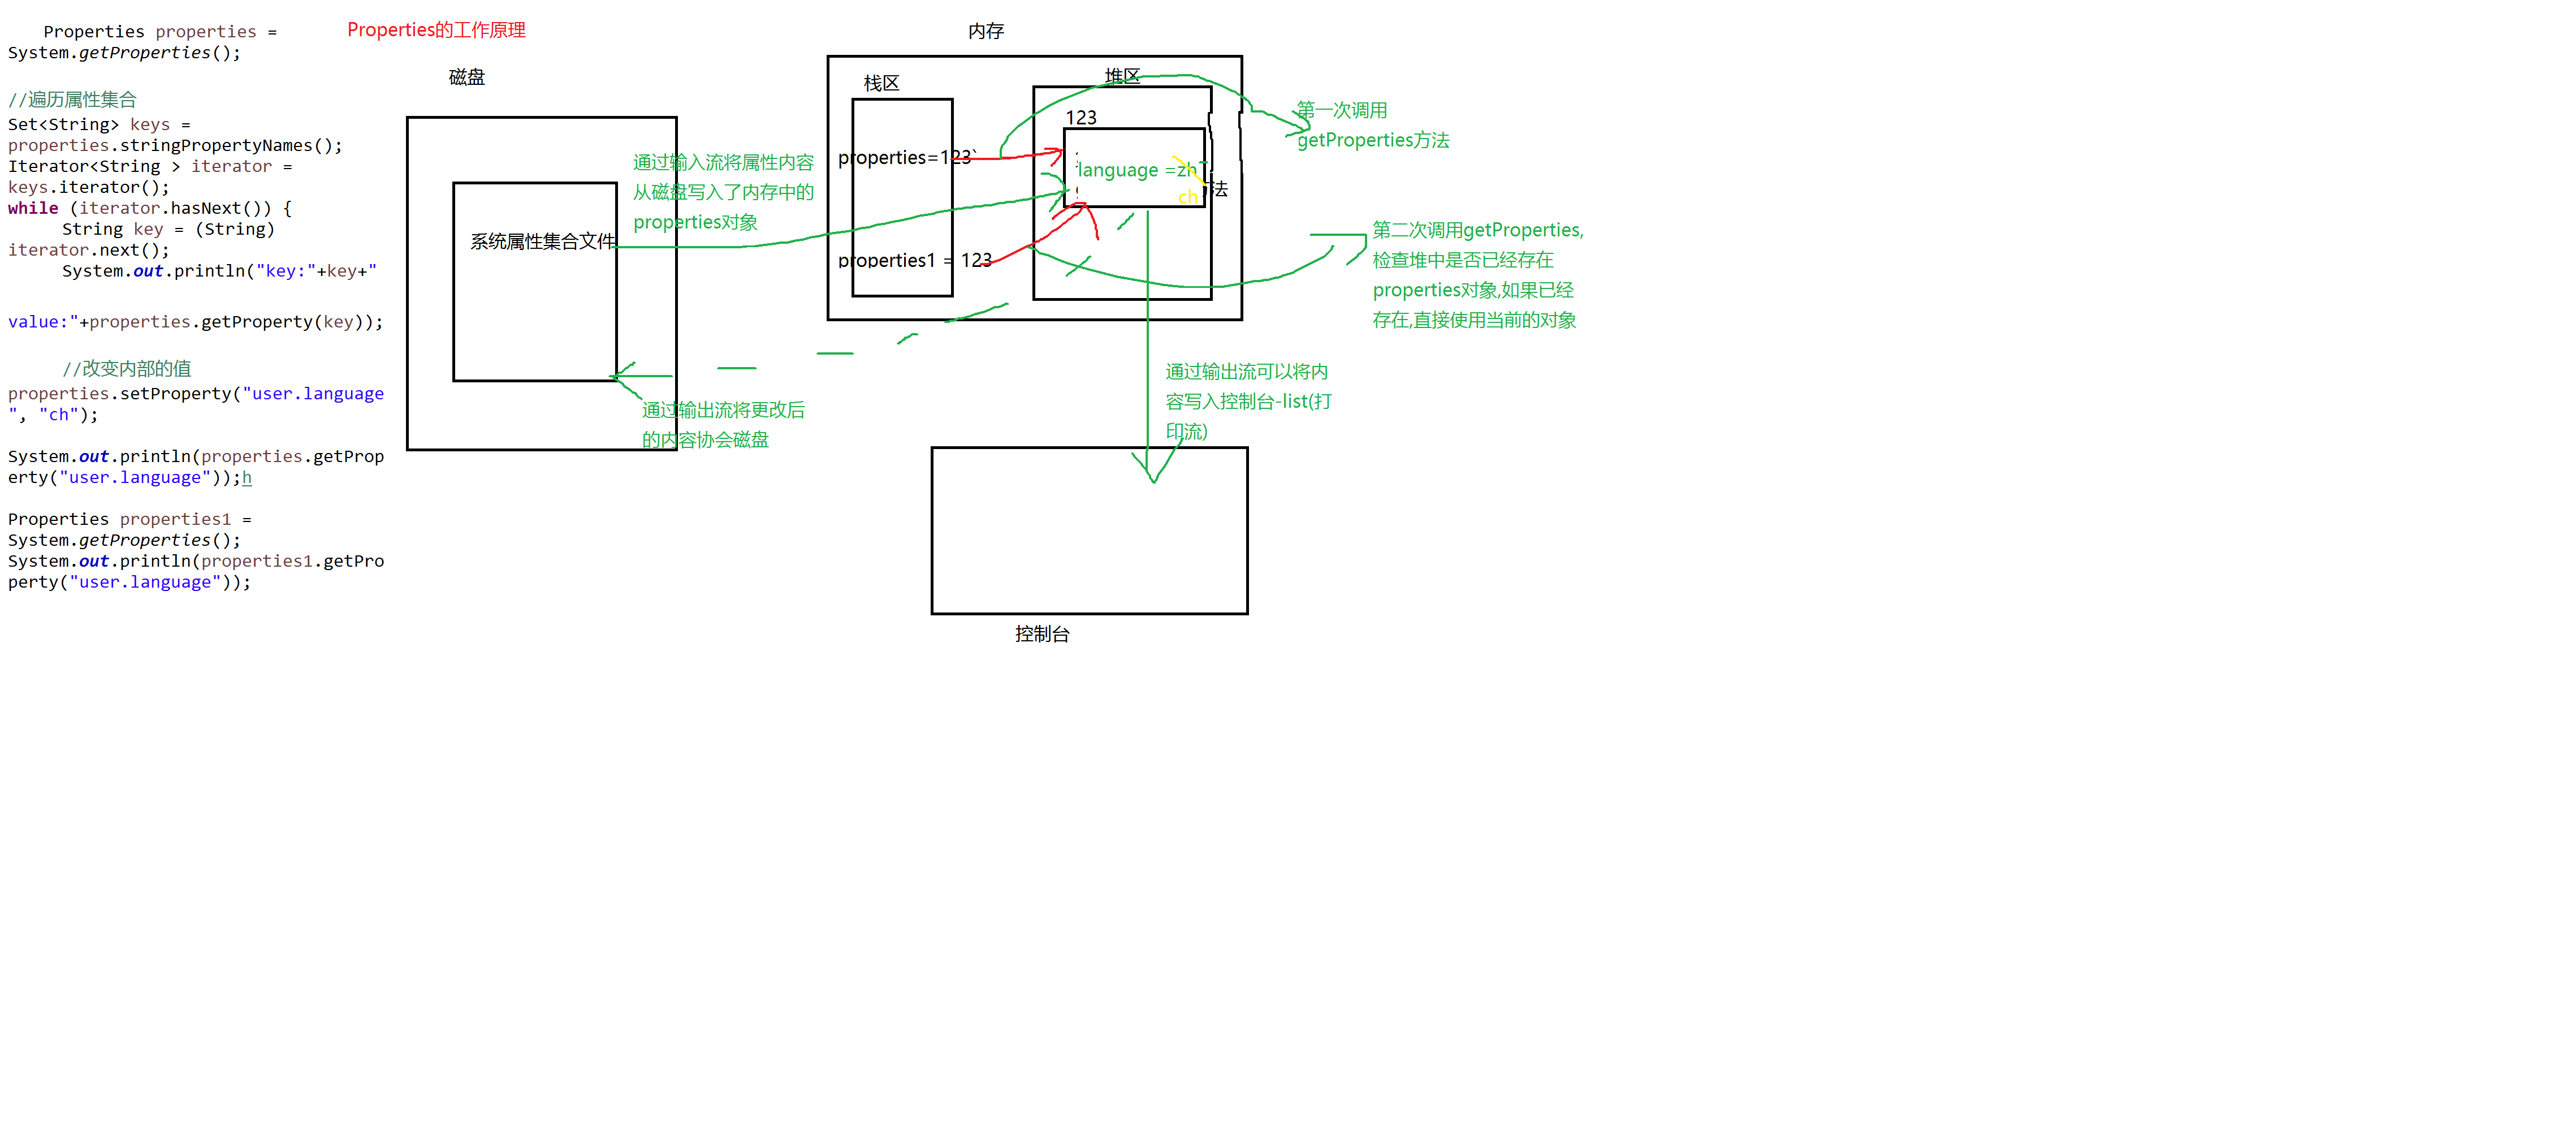 Properties properties =
System.getProperties();
//遍历属性集合
Set<String> keys =
properties.stringPropertyNames();
Iterator<String > iterator =
keys.iterator();
while (iterator.hasNext()) {
String key = (String)
iterator.next();
System.out.println("key:"+key+"
value:"+properties.getProperty(key));
//改变内部的值
properties.setProperty("user.language
", "ch");
System.out.println(properties.getProp
erty("user.language"));h
Properties properties1 =
System.getProperties();
System.out.println(properties1.getPro
perty("user.language"));
Properties的工作原理
磁盘
系统属性集合文件
通过输入流将属性内容
从磁盘写入了内存中的
properties对象
通过输出流将更改后
的内容协会磁盘
内存
栈区
properties=123`
properties1 = 123
堆区
123
language =zh
ch
法
第一次调用
getProperties方法
第二次调用getProperties,
检查堆中是否已经存在
properties对象,如果已经
存在,直接使用当前的对象
通过输出流可以将内
容写入控制台-list(打
印流)
控制台